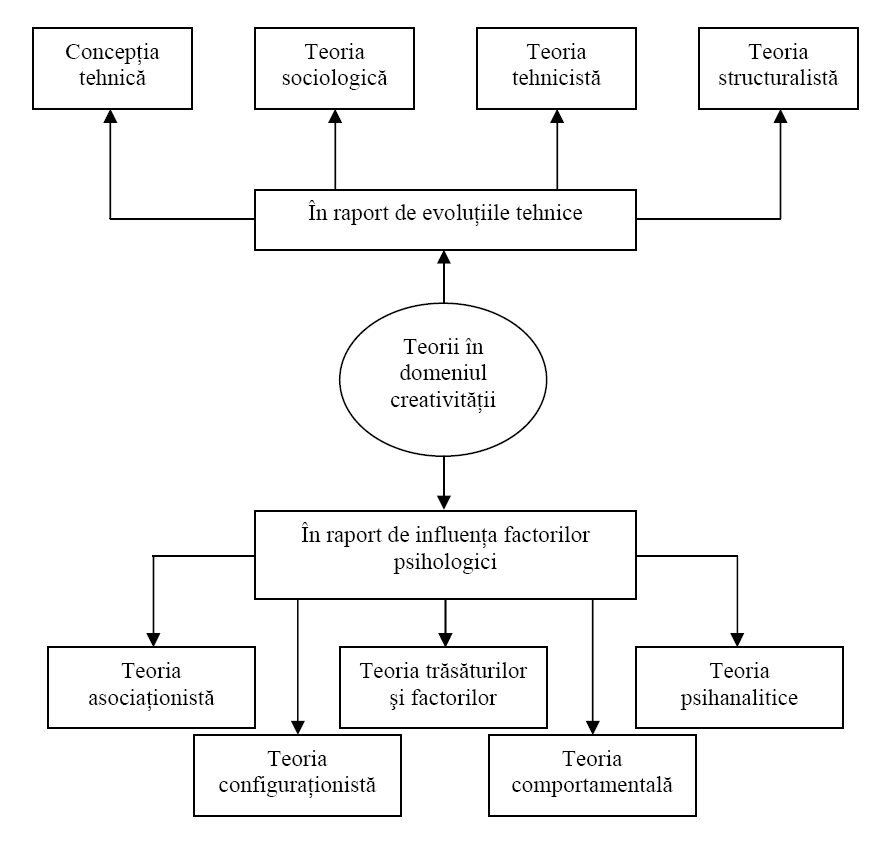 Concepția
tehnică
Teoria
sociologică
Teoria
tehnicistă
Teoria
structuralistă
În raport de evoluțiile tehnice
Teorii în
domeniul
creativității
În raport de influența factorilor
psihologici
Teoria
asociaționistă
Teoria trăsăturilor
şi factorilor
Teoria
psihanalitice
Teoria
configuraționistă
Teoria
comportamentală